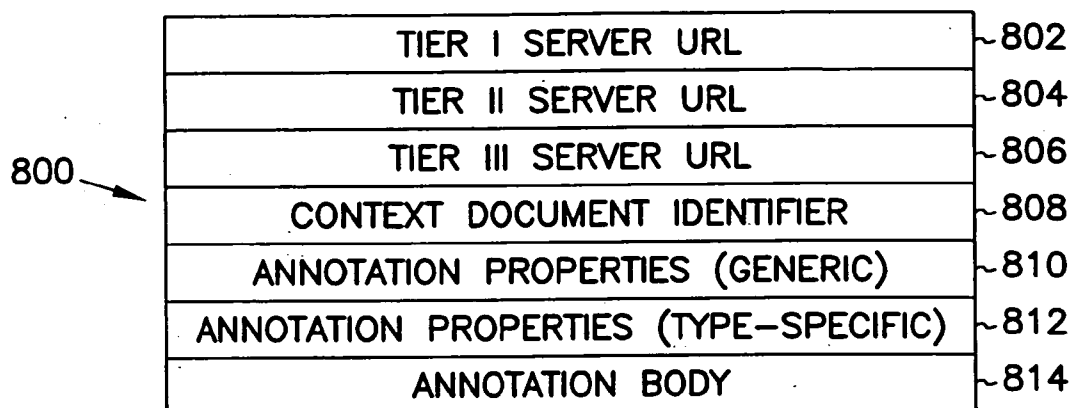 TIER I SERVER URL 802
TIER II SERVER URL 804
TIER III SERVER URL 806
800
CONTEXT DOCUMENT IDENTIFIER 808
ANNOTATION PROPERTIES (GENERIC) 810
ANNOTATION PROPERTIES (TYPE-SPECIFIC) 812
ANNOTATION BODY 814